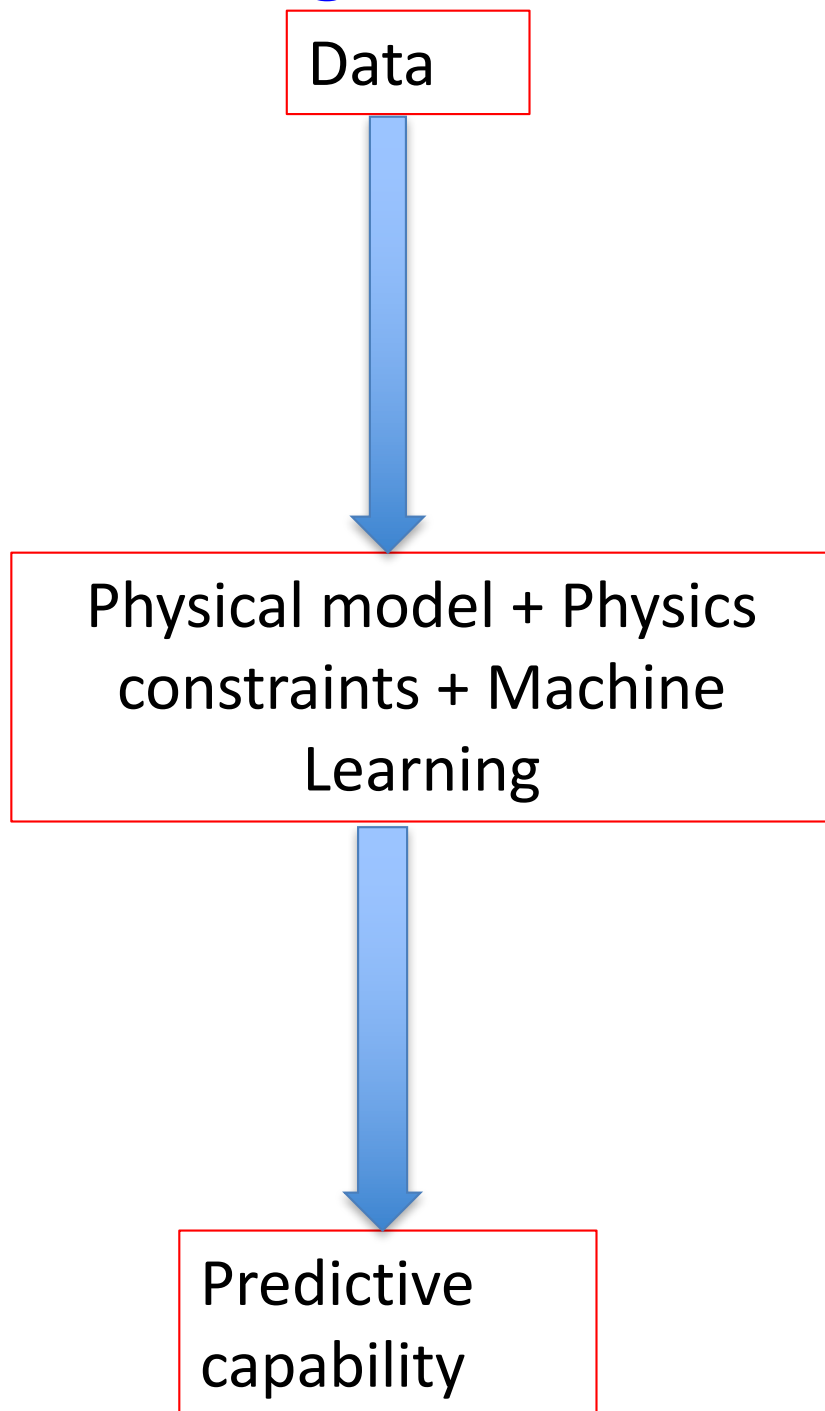 Data
Physical model + Physics
constraints + Machine
Learning
Predictive
capability